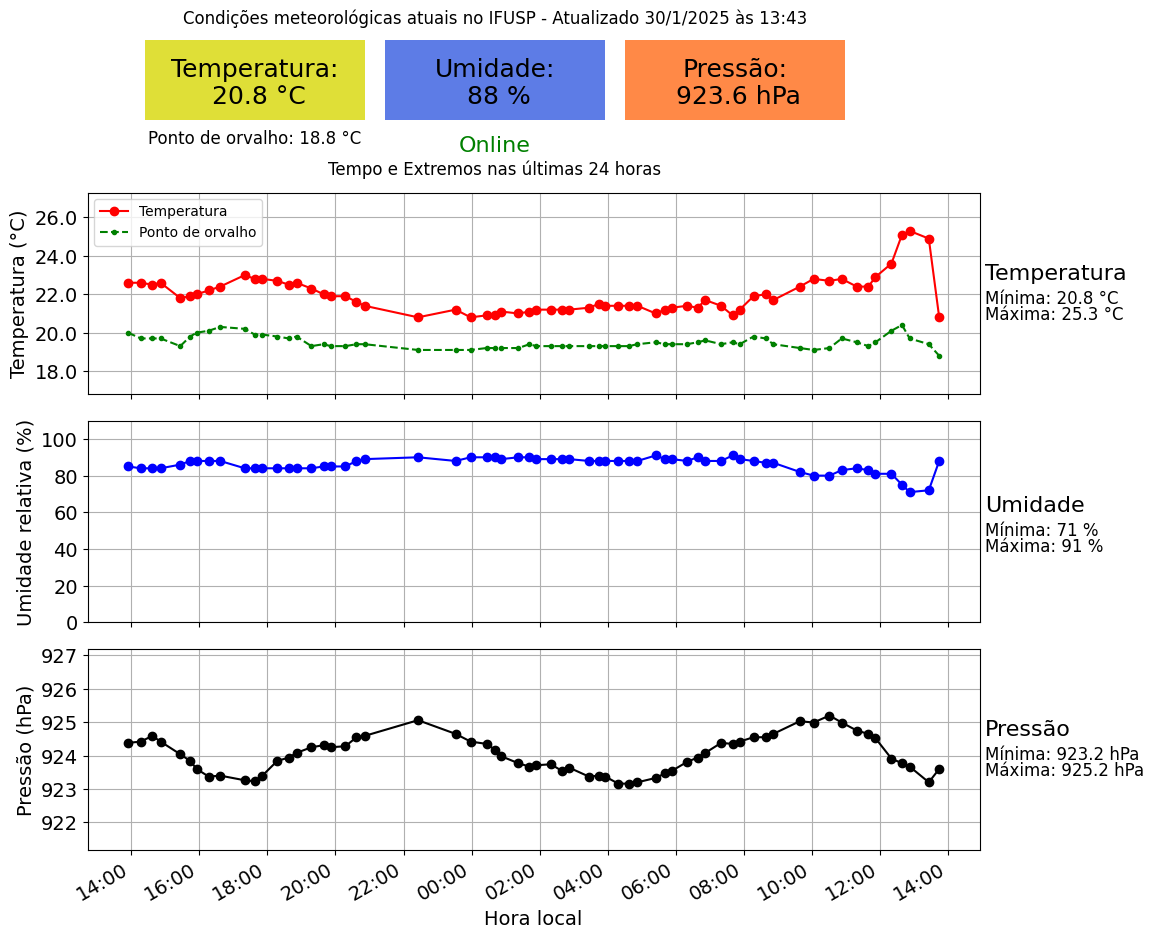 Condições meteorológicas atuais no IFUSP - Atualizado 30/1/2025 às 13:43
Temperatura:
20.8 °C
Umidade:
88 %
Pressão:
923.6 hPa
Ponto de orvalho: 18.8 °C
Online
Tempo e Extremos nas últimas 24 horas
Temperatura (°C)
26.0
24.0
22.0
20.0
18.0
Temperatura
Ponto de orvalho
Temperatura
Mínima: 20.8 °C
Máxima: 25.3 °C
Umidade relativa (%)
100
80
60
40
20
0
Umidade
Mínima: 71 %
Máxima: 91 %
Pressão (hPa)
927
926
925
924
923
922
Pressão
Mínima: 923.2 hPa
Máxima: 925.2 hPa
14:00 16:00 18:00 20:00 22:00 00:00 02:00 04:00 06:00 08:00 10:00 12:00 14:00
Hora local